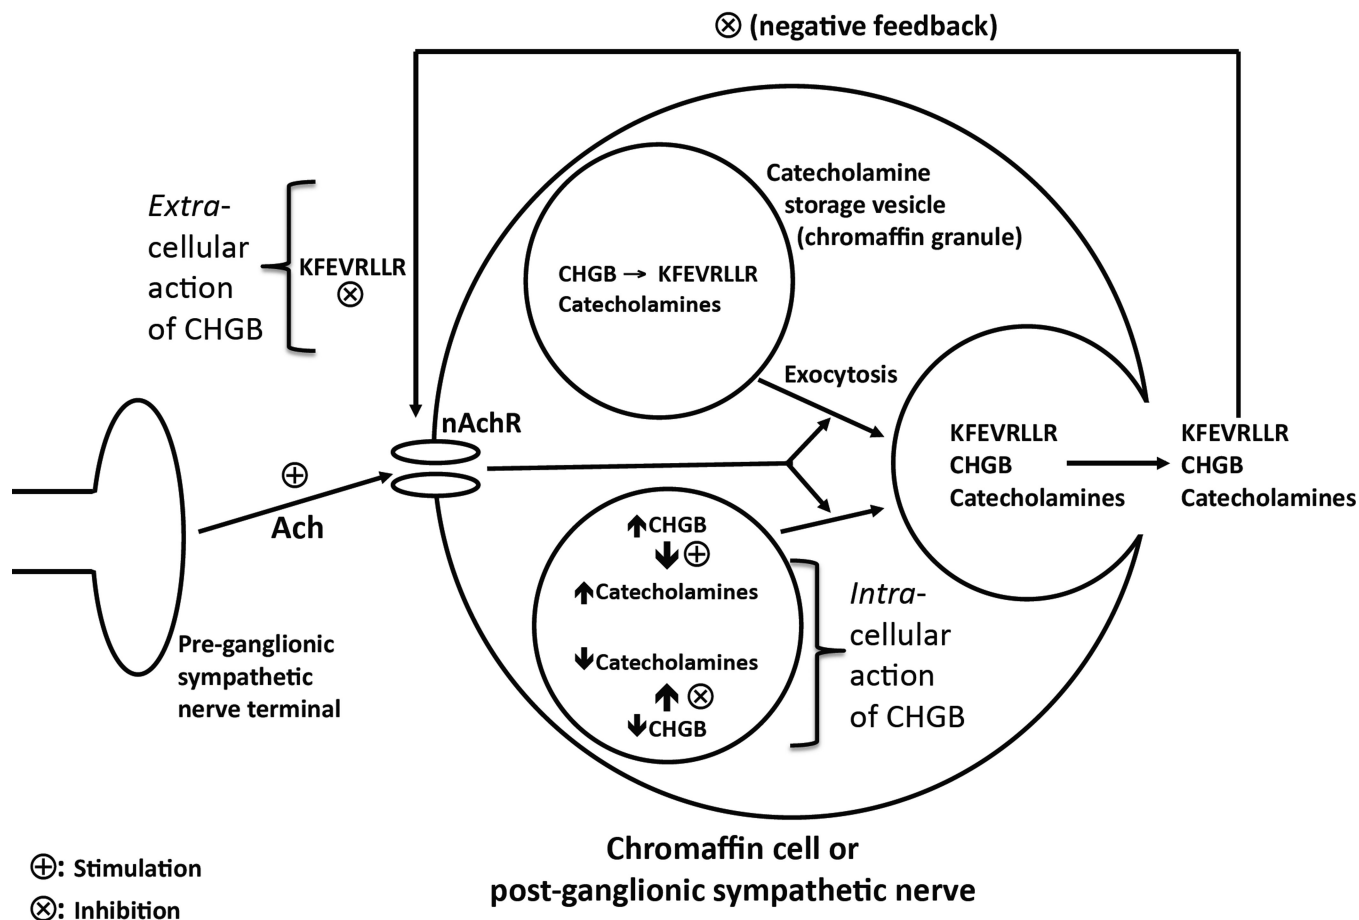 ⊗ (negative feedback)
Extra-
cellular
action
of CHGB
KFEVRLLR
⊗
Catecholamine
storage vesicle
(chromaffin granule)
CHGB → KFEVRLLR
Catecholamines
Exocytosis
nAchR
⊕
Ach
KFEVRLLR
CHGB
Catecholamines
KFEVRLLR
CHGB
Catecholamines
↑CHGB
↓⊕
↑Catecholamines
↓Catecholamines
↑⊗
↓CHGB
Intra-
cellular
action
of CHGB
Pre-ganglionic
sympathetic
nerve terminal
Chromaffin cell or
post-ganglionic sympathetic nerve
⊕: Stimulation
⊗: Inhibition